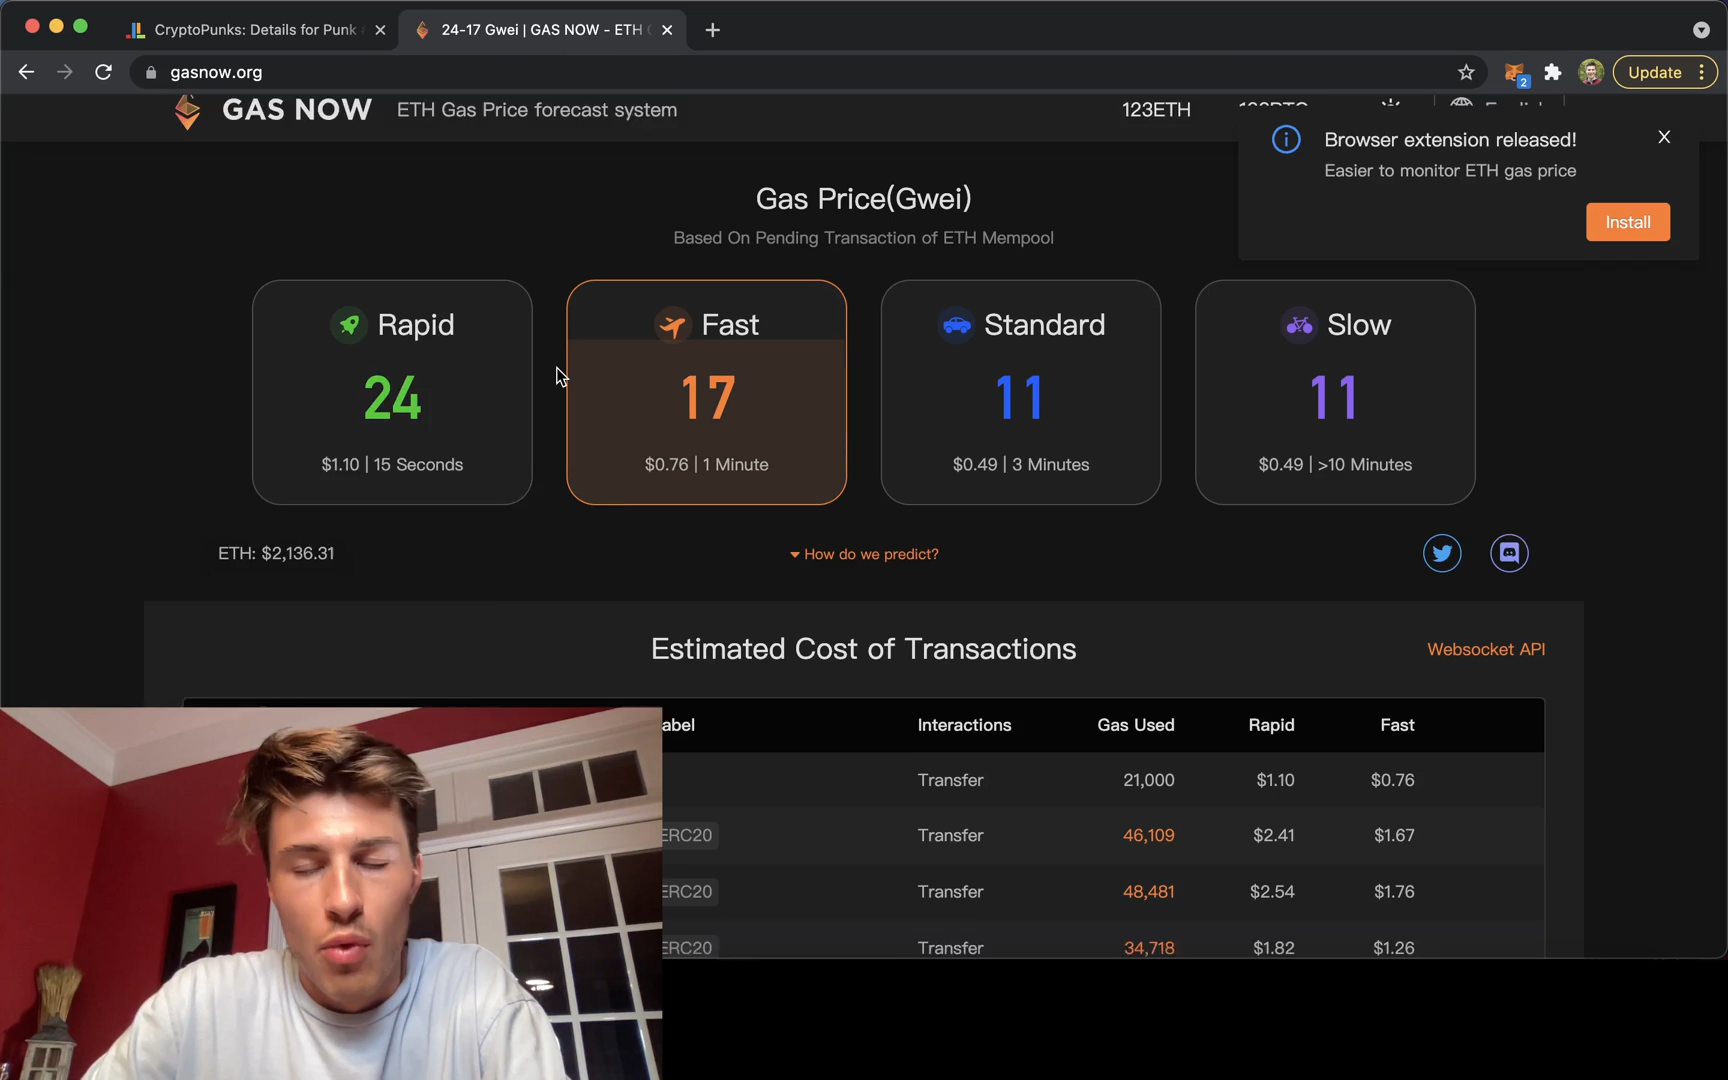 CryptoPunks: Details for Punk
24-17 Gwei | GAS NOW - ETH
gasnow.org
2
Update
GAS NOW
ETH Gas Price forecast system
123ETH
Browser extension released!
Easier to monitor ETH gas price
Install
Gas Price(Gwei)
Based On Pending Transaction of ETH Mempool
Rapid
24
$1.10 | 15 Seconds
Fast
17
$0.76 | 1 Minute
Standard
11
$0.49 | 3 Minutes
Slow
11
$0.49 | >10 Minutes
ETH: $2,136.31
How do we predict?
Estimated Cost of Transactions
Websocket API
abel Interactions Gas Used Rapid Fast
Transfer 21,000 $1.10 $0.76
ERC20 Transfer 46,109 $2.41 $1.67
ERC20 Transfer 48,481 $2.54 $1.76
ERC20 Transfer 34,718 $1.82 $1.26